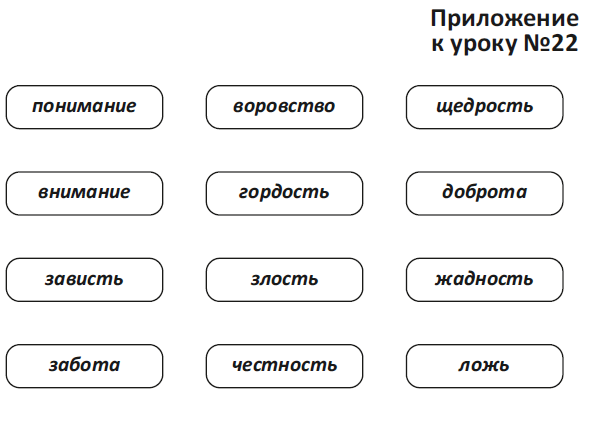 Приложение
к уроку №22
понимание воровство щедрость
внимание гордость доброта
зависть злость жадность
забота честность ложь